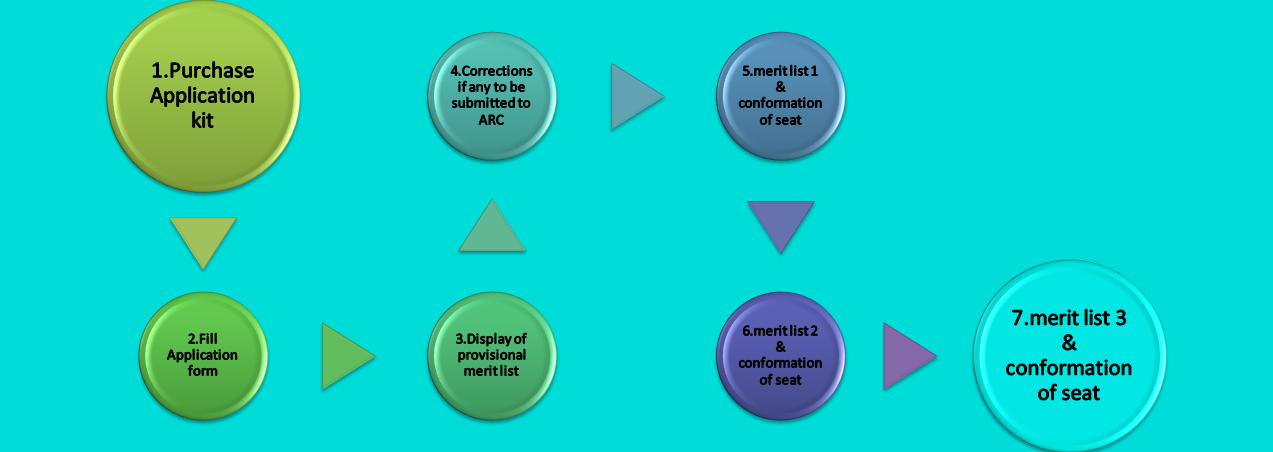 1.Purchase
Application
kit
2.Fill
Application
form
3.Display of
provisional
merit list
4.Corrections
if any to be
submitted to
ARC
5.merit list 1
&
conformation
of seat
6.merit list 2
&
conformation
of seat
7.merit list 3
&
conformation
of seat